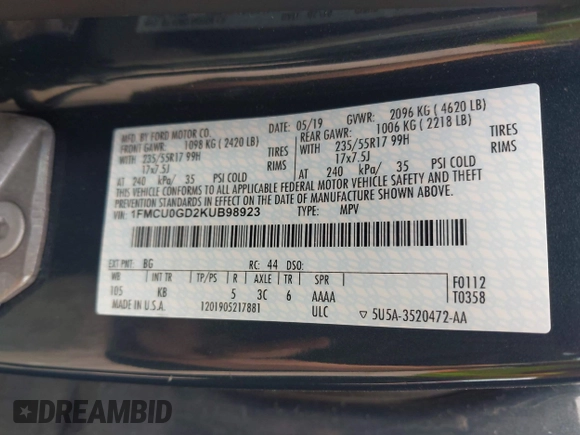 MFD. BY FORD MOTOR CO.
DATE: 05/19 GVWR: 2096 KG ( 4620 LB)
FRONT GAWR: 1098 KG ( 2420 LB) REAR GAWR: 1006 KG ( 2218 LB)
WITH 235/55R17 99H TIRES WITH 235/55R17 99H TIRES
17x7.5J RIMS 17x7.5J RIMS
AT 240 kPa/ 35 PSI COLD AT 240 kPa/ 35 PSI COLD
THIS VEHICLE CONFORMS TO ALL APPLICABLE FEDERAL MOTOR VEHICLE SAFETY AND THEFT
PREVENTION STANDARDS IN EFFECT ON THE DATE OF MANUFACTURE SHOWN ABOVE.
VIN: 1FMCU0GD2KUB98923 TYPE: MPV
EXT PNT: BG RC: 44 DSO:
WB INT TR TP/PS R AXLE TR SPR
105 KB 5 3C 6 AAAA
F0112
T0358
MADE IN U.S.A. 1201905217881 ULC
▽ 5U5A-3520472-AA
DREAMBID